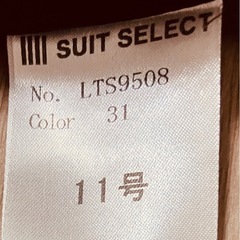 SUIT SELECT
No. LTS9508
Color 31
11号